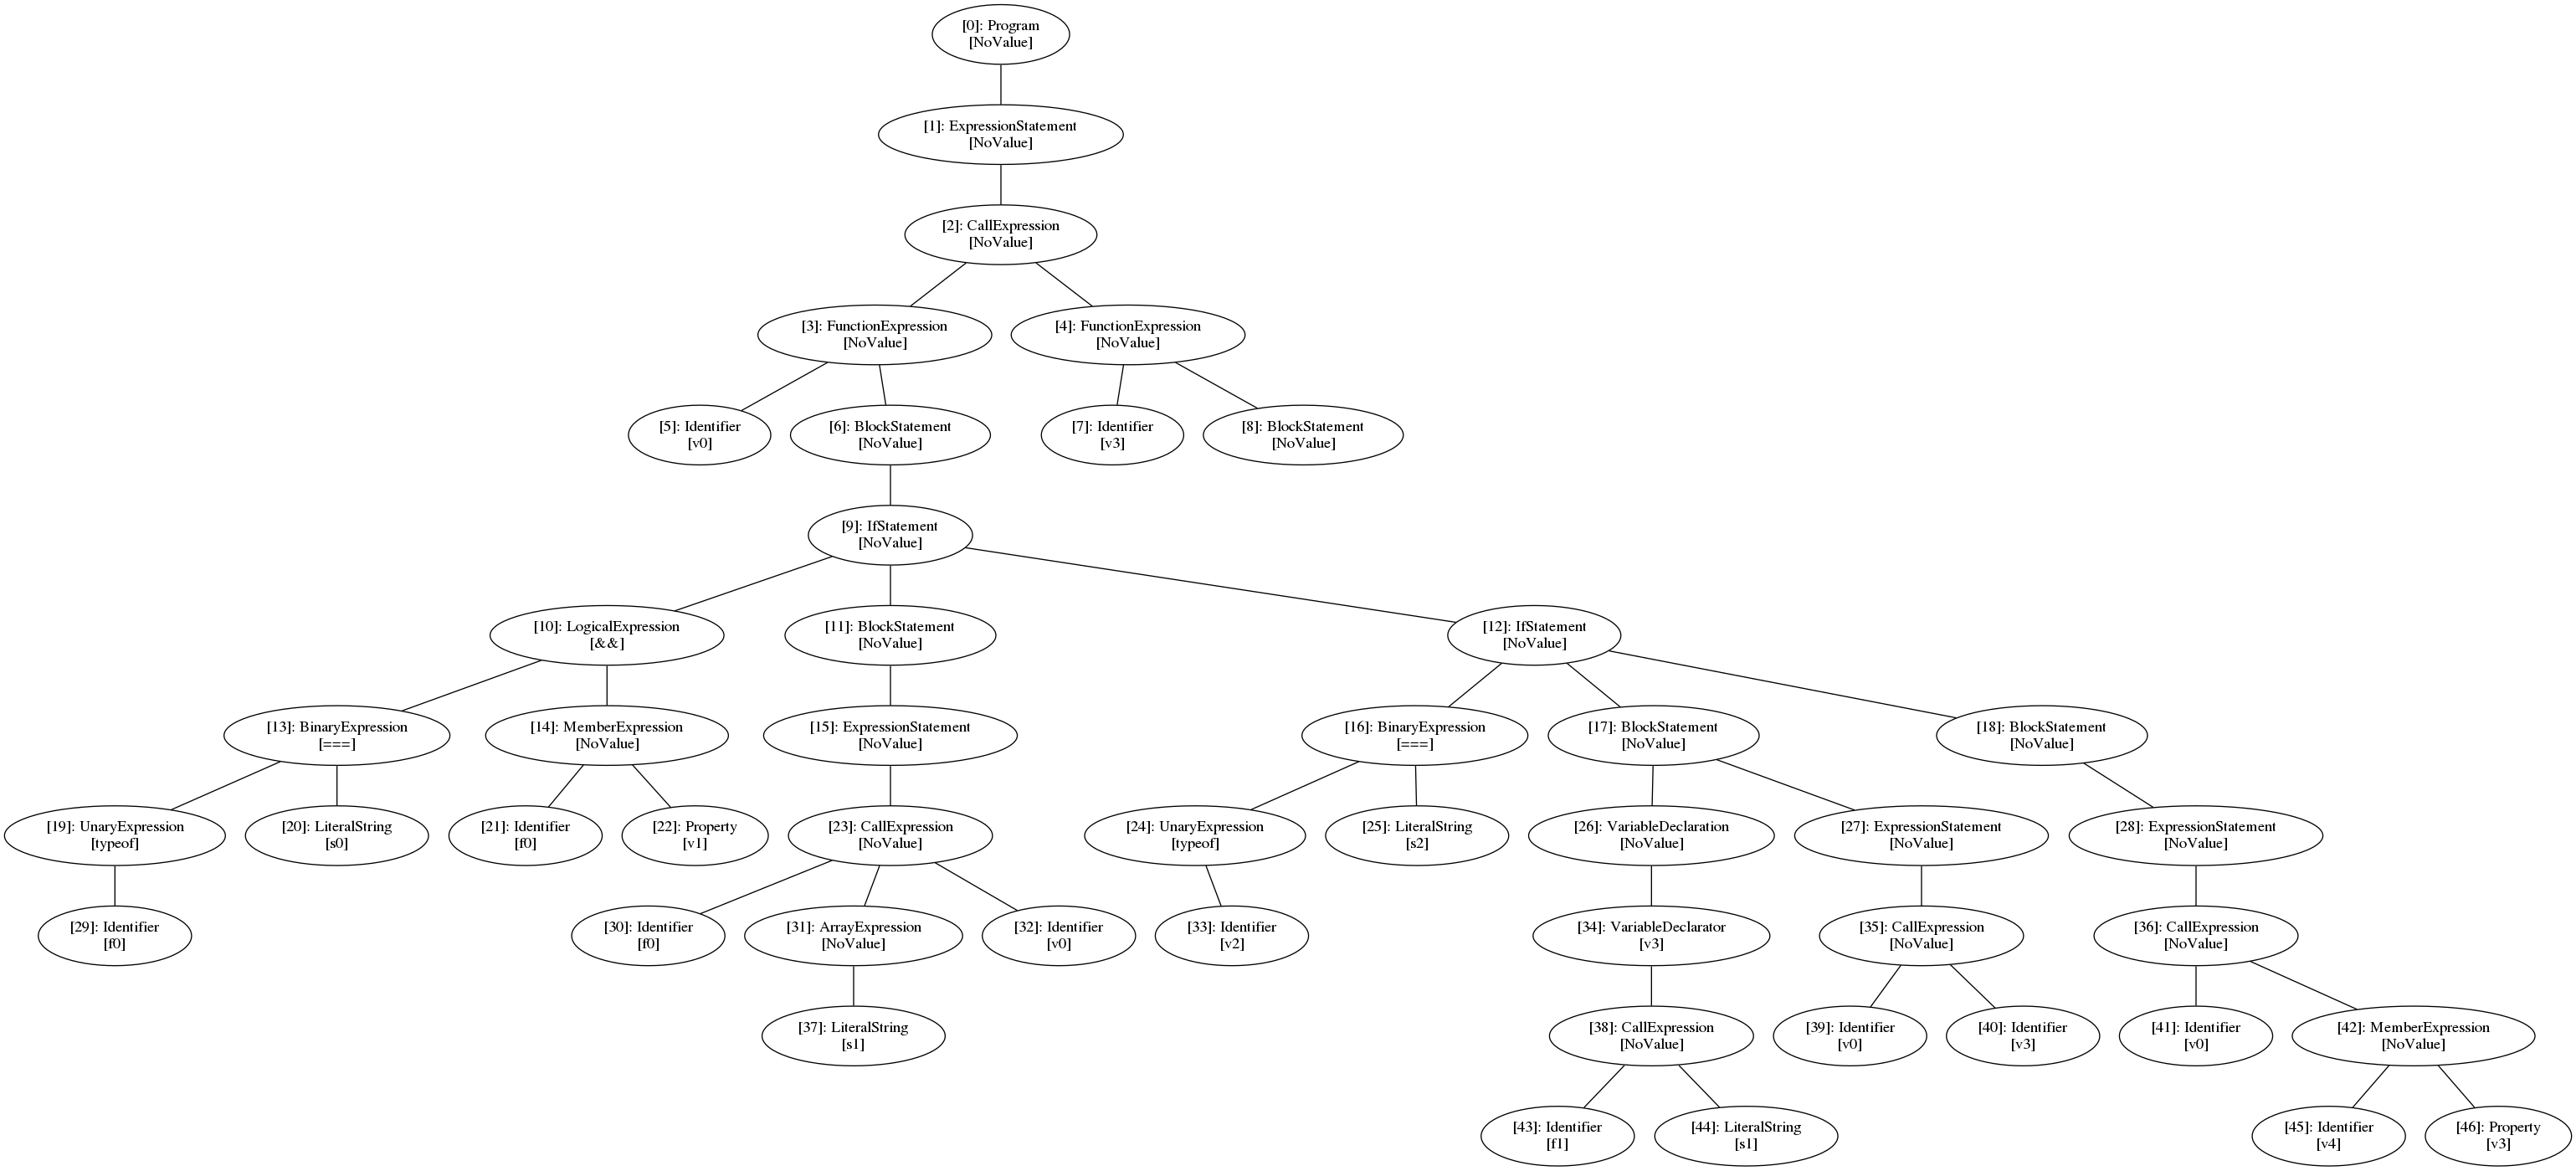 [0]: Program
[NoValue]
[1]: ExpressionStatement
[NoValue]
[2]: CallExpression
[NoValue]
[3]: FunctionExpression
[NoValue]
[4]: FunctionExpression
[NoValue]
[5]: Identifier
[v0]
[6]: BlockStatement
[NoValue]
[7]: Identifier
[v3]
[8]: BlockStatement
[NoValue]
[9]: IfStatement
[NoValue]
[10]: LogicalExpression
[&&]
[11]: BlockStatement
[NoValue]
[12]: IfStatement
[NoValue]
[13]: BinaryExpression
[===]
[14]: MemberExpression
[NoValue]
[15]: ExpressionStatement
[NoValue]
[16]: BinaryExpression
[===]
[17]: BlockStatement
[NoValue]
[18]: BlockStatement
[NoValue]
[19]: UnaryExpression
[typeof]
[20]: LiteralString
[s0]
[21]: Identifier
[f0]
[22]: Property
[v1]
[23]: CallExpression
[NoValue]
[24]: UnaryExpression
[typeof]
[25]: LiteralString
[s2]
[26]: VariableDeclaration
[NoValue]
[27]: ExpressionStatement
[NoValue]
[28]: ExpressionStatement
[NoValue]
[29]: Identifier
[f0]
[30]: Identifier
[f0]
[31]: ArrayExpression
[NoValue]
[32]: Identifier
[v0]
[33]: Identifier
[v2]
[34]: VariableDeclarator
[v3]
[35]: CallExpression
[NoValue]
[36]: CallExpression
[NoValue]
[37]: LiteralString
[s1]
[38]: CallExpression
[NoValue]
[39]: Identifier
[v0]
[40]: Identifier
[v3]
[41]: Identifier
[v0]
[42]: MemberExpression
[NoValue]
[43]: Identifier
[f1]
[44]: LiteralString
[s1]
[45]: Identifier
[v4]
[46]: Property
[v3]